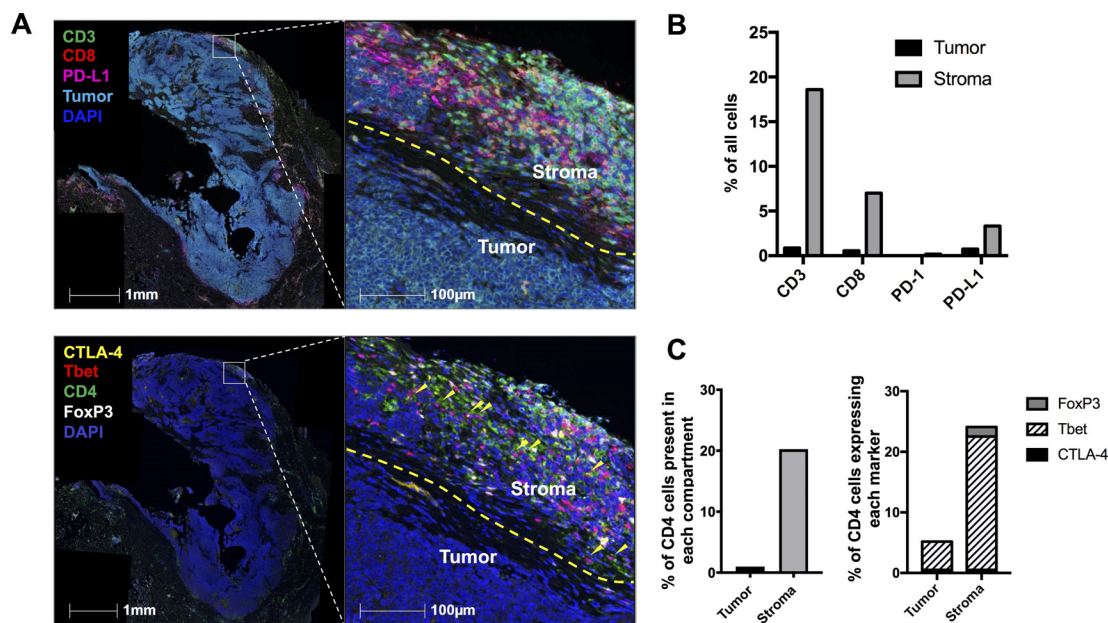 A
CD3
CD8
PD-L1
Tumor
DAPI
1mm
Stroma
Tumor
100µm
CTLA-4
Tbet
CD4
FoxP3
DAPI
1mm
Stroma
Tumor
100µm
B
Tumor
Stroma
% of all cells
25
20
15
10
5
0
CD3
CD8
PD-1
PD-L1
C
% of CD4 cells present in
each compartment
30
20
10
0
Tumor
Stroma
% of CD4 cells expressing
each marker
30
20
10
0
Tumor
Stroma
FoxP3
Tbet
CTLA-4